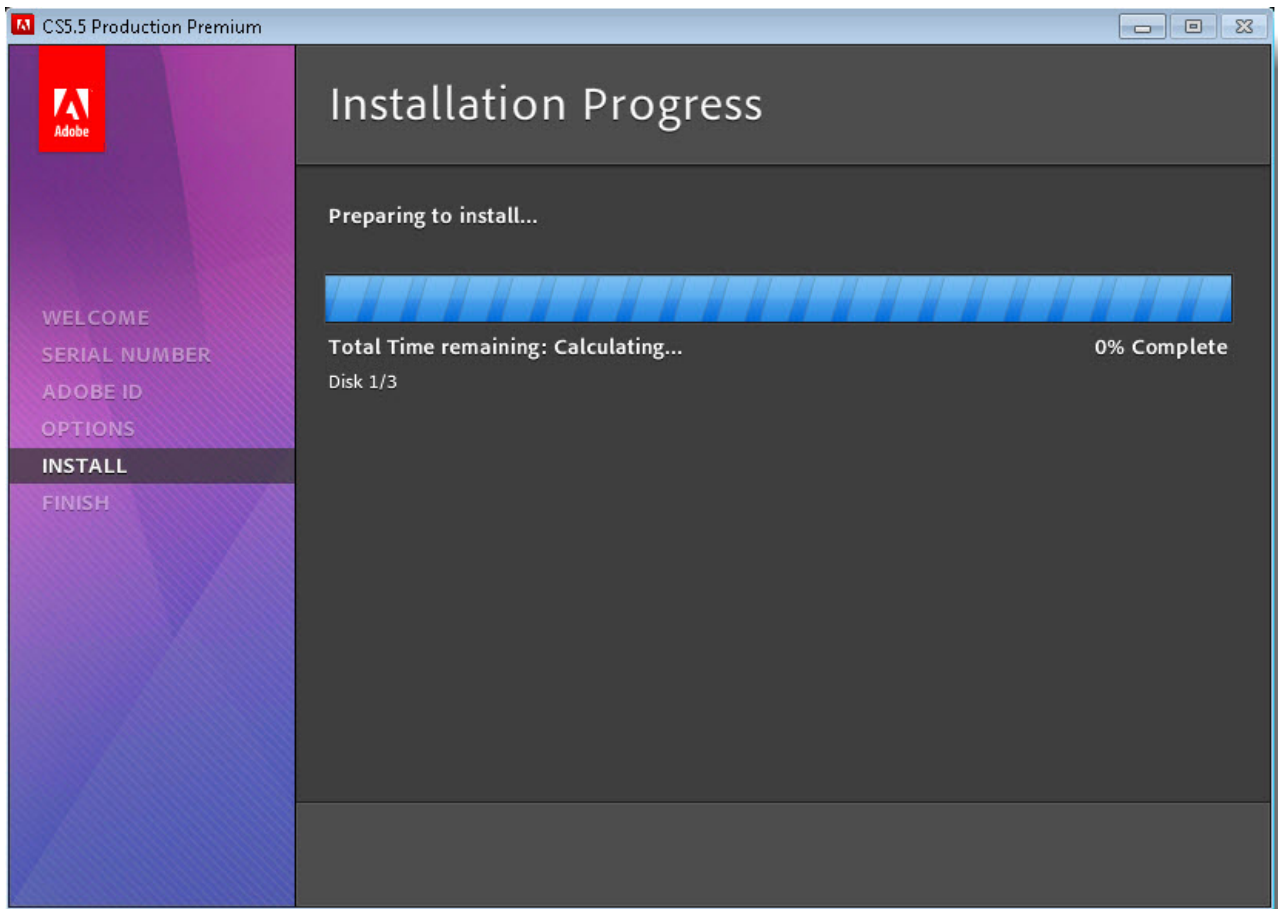 CS5.5 Production Premium
Adobe
Installation Progress
Preparing to install...
Total Time remaining: Calculating...
0% Complete
Disk 1/3
WELCOME
SERIAL NUMBER
ADOBE ID
OPTIONS
INSTALL
FINISH